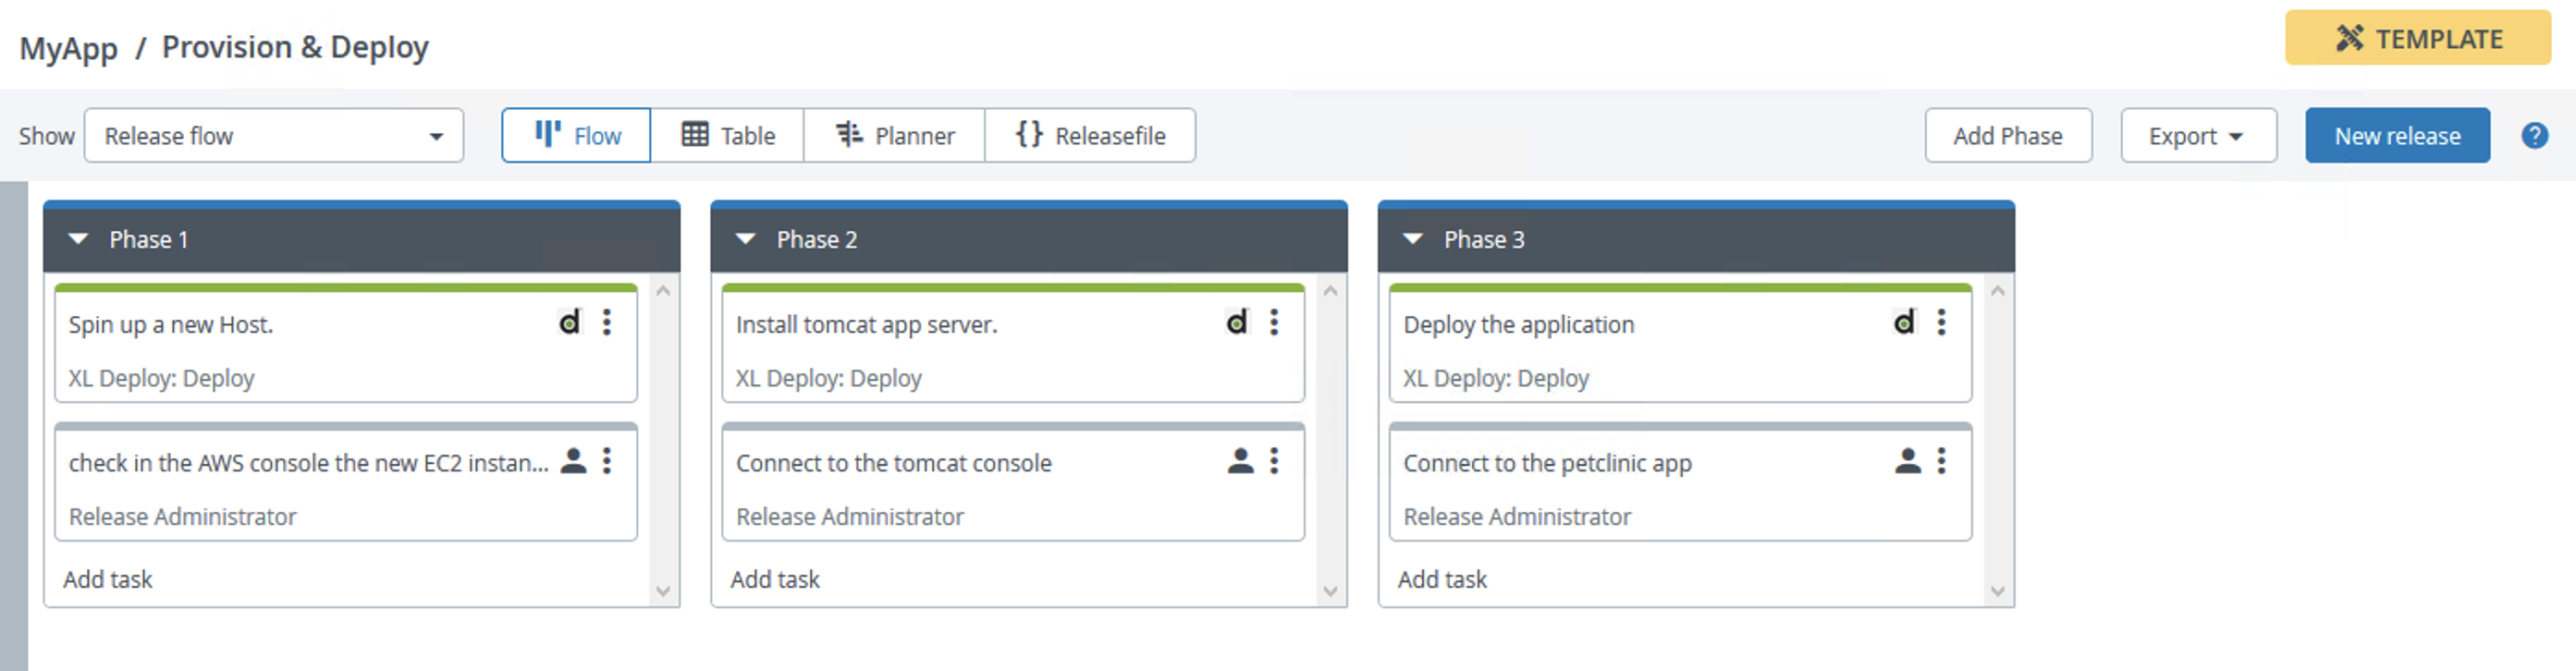 MyApp / Provision & Deploy
TEMPLATE
Show Release flow Flow Table Planner {} Releasefile Add Phase Export New release ?
Phase 1
Spin up a new Host.
XL Deploy: Deploy
check in the AWS console the new EC2 instan...
Release Administrator
Add task
Phase 2
Install tomcat app server.
XL Deploy: Deploy
Connect to the tomcat console
Release Administrator
Add task
Phase 3
Deploy the application
XL Deploy: Deploy
Connect to the petclinic app
Release Administrator
Add task